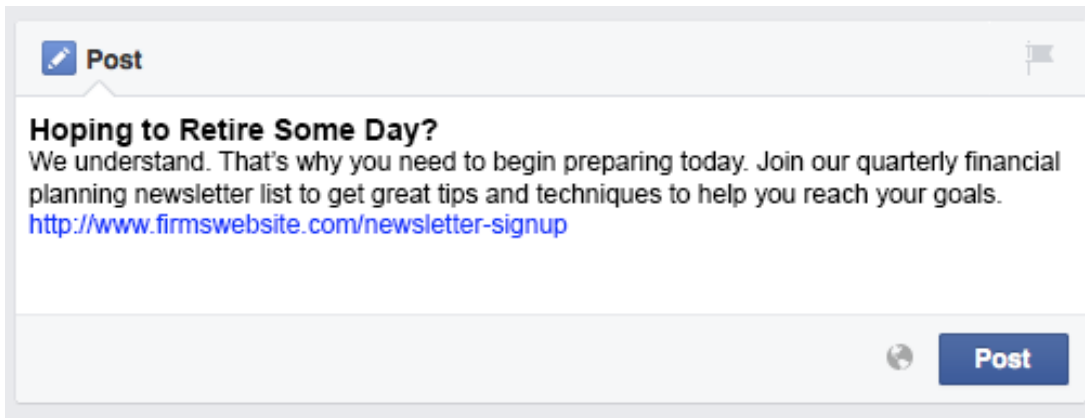 Post
Hoping to Retire Some Day?
We understand. That's why you need to begin preparing today. Join our quarterly financial
planning newsletter list to get great tips and techniques to help you reach your goals.
http://www.firmswebsite.com/newsletter-signup
Post